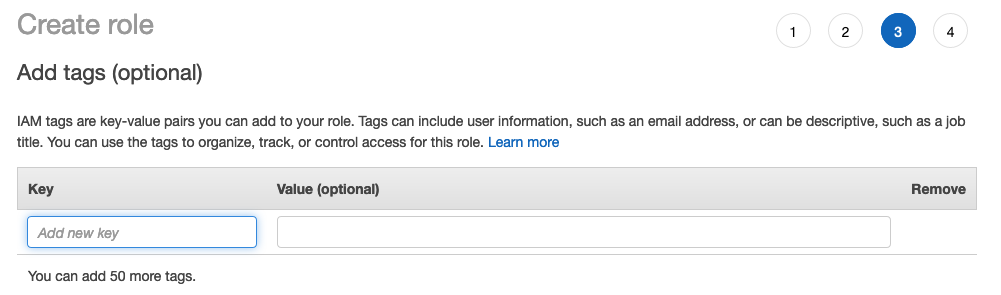 Create role
1 2 3 4
Add tags (optional)
IAM tags are key-value pairs you can add to your role. Tags can include user information, such as an email address, or can be descriptive, such as a job
title. You can use the tags to organize, track, or control access for this role. Learn more
Key Value (optional) Remove
Add new key
You can add 50 more tags.